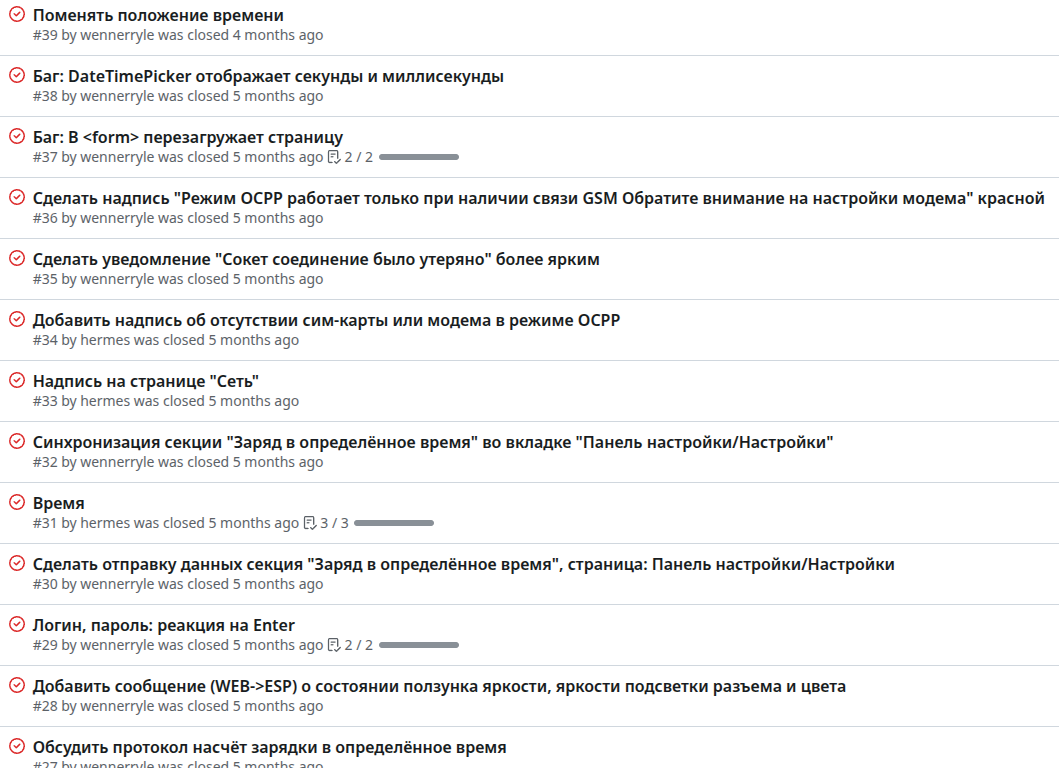 Поменять положение времени
#39 by wennerryle was closed 4 months ago
Баг: DateTimePicker отображает секунды и миллисекунды
#38 by wennerryle was closed 5 months ago
Баг: В <form> перезагружает страницу
#37 by wennerryle was closed 5 months ago 2 / 2
Сделать надпись "Режим OCPP работает только при наличии связи GSM Обратите внимание на настройки модема" красной
#36 by wennerryle was closed 5 months ago
Сделать уведомление "Сокет соединение было утеряно" более ярким
#35 by wennerryle was closed 5 months ago
Добавить надпись об отсутствии сим-карты или модема в режиме OCPP
#34 by hermes was closed 5 months ago
Надпись на странице "Сеть"
#33 by hermes was closed 5 months ago
Синхронизация секции "Заряд в определённое время" во вкладке "Панель настройки/Настройки"
#32 by wennerryle was closed 5 months ago
Время
#31 by hermes was closed 5 months ago 3 / 3
Сделать отправку данных секция "Заряд в определённое время", страница: Панель настройки/Настройки
#30 by wennerryle was closed 5 months ago
Логин, пароль: реакция на Enter
#29 by wennerryle was closed 5 months ago 2 / 2
Добавить сообщение (WEB->ESP) о состоянии ползунка яркости, яркости подсветки разъема и цвета
#28 by wennerryle was closed 5 months ago
Обсудить протокол насчёт зарядки в определённое время
#27 by wennerryle was closed 5 months ago